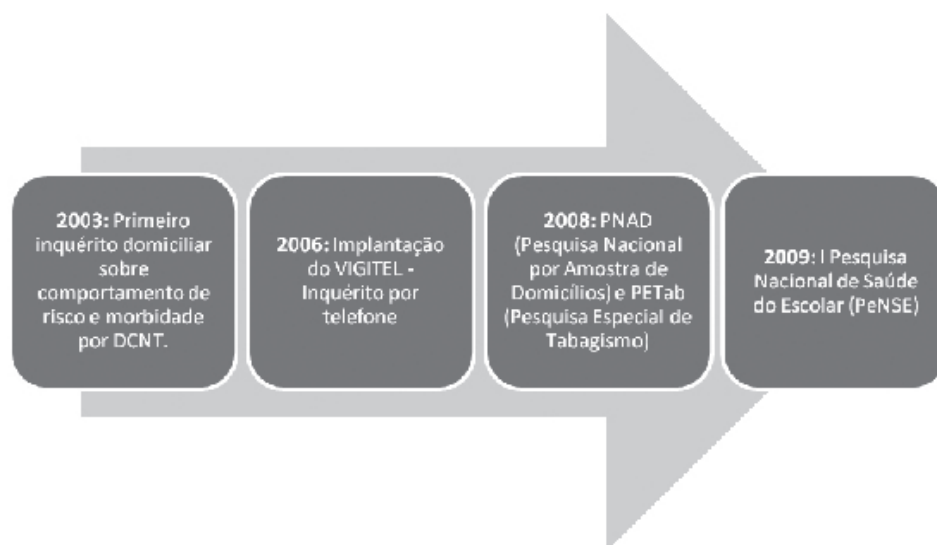 2003: Primeiro
inquérito domiciliar
sobre
comportamento de
risco e morbidade
por DCNT.
2006: Implantação
do VIGITEL -
Inquérito por
telefone
2008: PNAD
(Pesquisa Nacional
por Amostra de
Domicílios) e PETab
(Pesquisa Especial de
Tabagismo)
2009: I Pesquisa
Nacional de Saúde
do Escolar (PeNSE)